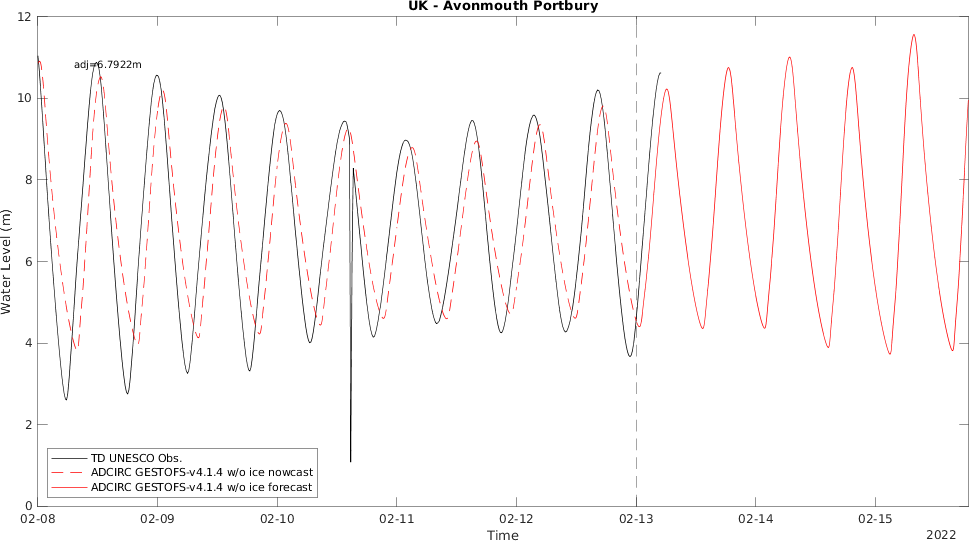 UK - Avonmouth Portbury
12
10
8
6
4
2
0
Water Level (m)
adj=6.7922m
TD UNESCO Obs.
ADCIRC GESTOFS-v4.1.4 w/o ice nowcast
ADCIRC GESTOFS-v4.1.4 w/o ice forecast
02-08 02-09 02-10 02-11 02-12 02-13 02-14 02-15
Time
2022